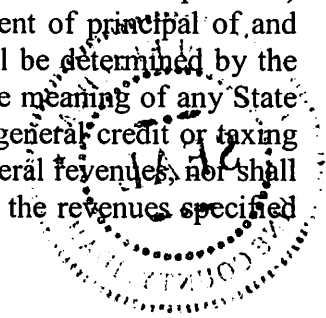 ent of principal of and
l be determined by the
e meaning of any State
general credit or taxing
eral revenues, nor shall
the revenues specified